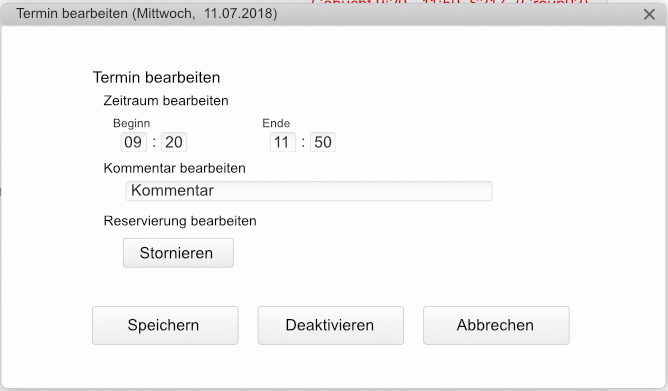 Termin bearbeiten (Mittwoch, 11.07.2018)
Termin bearbeiten
Zeitraum bearbeiten
Beginn Ende
09 : 20 11 : 50
Kommentar bearbeiten
Kommentar
Reservierung bearbeiten
Stornieren
Speichern Deaktivieren Abbrechen